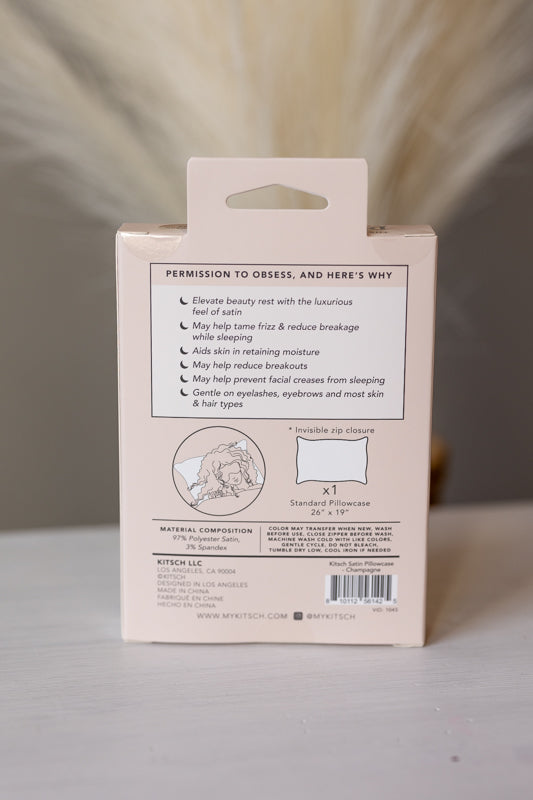 PERMISSION TO OBSESS, AND HERE'S WHY
Elevate beauty rest with the luxurious
feel of satin
May help tame frizz & reduce breakage
while sleeping
Aids skin in retaining moisture
May help reduce breakouts
May help prevent facial creases from sleeping
Gentle on eyelashes, eyebrows and most skin
& hair types
* Invisible zip closure
x1
Standard Pillowcase
26" x 19"
MATERIAL COMPOSITION
97% Polyester Satin,
3% Spandex
COLOR MAY TRANSFER WHEN NEW, WASH
BEFORE USE. CLOSE ZIPPER BEFORE WASH,
MACHINE WASH COLD WITH LIKE COLORS,
GENTLE CYCLE, DO NOT BLEACH,
TUMBLE DRY LOW, COOL IRON IF NEEDED
KITSCH LLC
LOS ANGELES, CA 90004
©KITSCH
DESIGNED IN LOS ANGELES
MADE IN CHINA
FABRIQUÉ EN CHINE
HECHO EN CHINA
Kitsch Satin Pillowcase
- Champagne
8 10112 56142 5
VID: 1045
WWW.MYKITSCH.COM @MYKITSCH